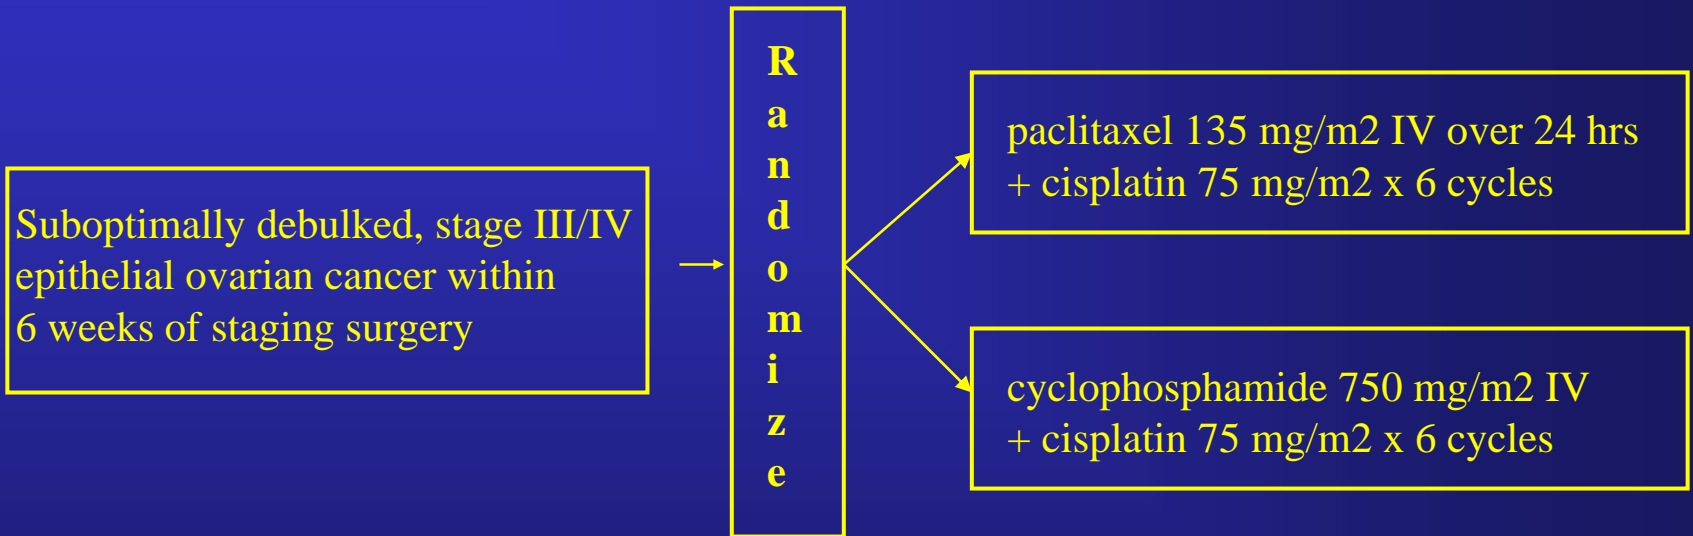 Suboptimally debulked, stage III/IV
epithelial ovarian cancer within
6 weeks of staging surgery
R
a
n
d
o
m
i
z
e
paclitaxel 135 mg/m2 IV over 24 hrs
+ cisplatin 75 mg/m2 x 6 cycles
cyclophosphamide 750 mg/m2 IV
+ cisplatin 75 mg/m2 x 6 cycles